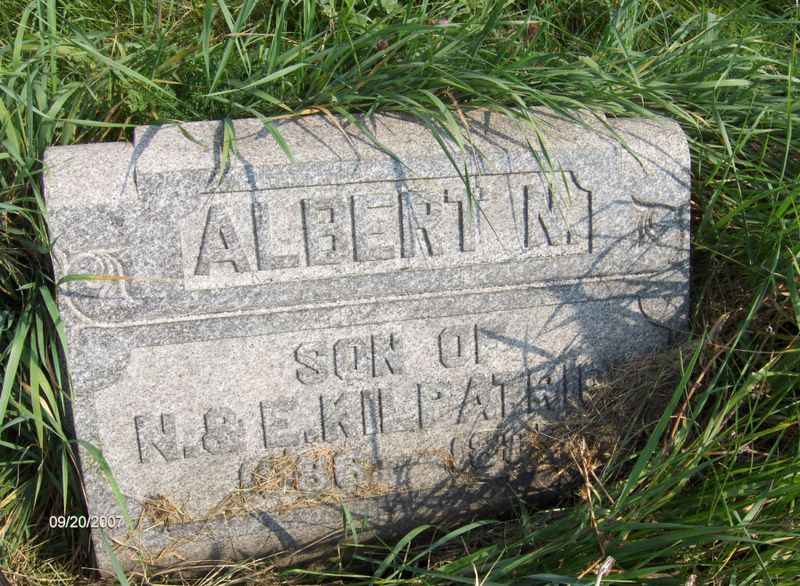 ALBERT N.
SON OF
N. & E. KILPATRIC
09/20/2007